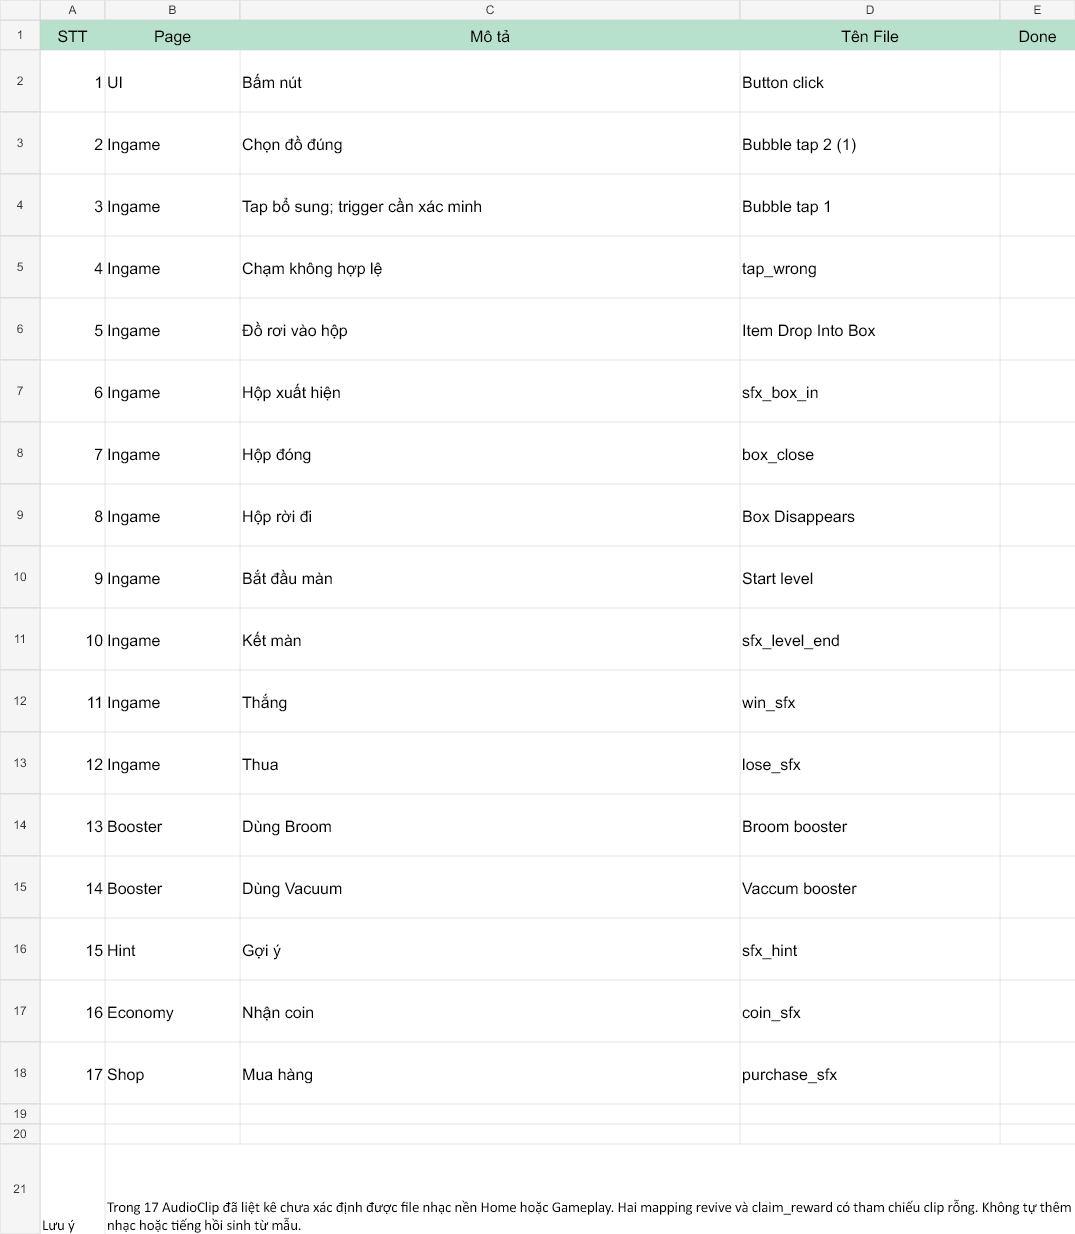 A B C D E
1 STT Page Mô tả Tên File Done
2 1 UI Bấm nút Button click
3 2 Ingame Chọn đồ đúng Bubble tap 2 (1)
4 3 Ingame Tap bổ sung; trigger cần xác minh Bubble tap 1
5 4 Ingame Chạm không hợp lệ tap_wrong
6 5 Ingame Đồ rơi vào hộp Item Drop Into Box
7 6 Ingame Hộp xuất hiện sfx_box_in
8 7 Ingame Hộp đóng box_close
9 8 Ingame Hộp rời đi Box Disappears
10 9 Ingame Bắt đầu màn Start level
11 10 Ingame Kết màn sfx_level_end
12 11 Ingame Thắng win_sfx
13 12 Ingame Thua lose_sfx
14 13 Booster Dùng Broom Broom booster
15 14 Booster Dùng Vacuum Vaccum booster
16 15 Hint Gợi ý sfx_hint
17 16 Economy Nhận coin coin_sfx
18 17 Shop Mua hàng purchase_sfx
19
20
21
Trong 17 AudioClip đã liệt kê chưa xác định được file nhạc nền Home hoặc Gameplay. Hai mapping revive và claim_reward có tham chiếu clip rỗng. Không tự thêm
Lưu ý nhạc hoặc tiếng hồi sinh từ mẫu.